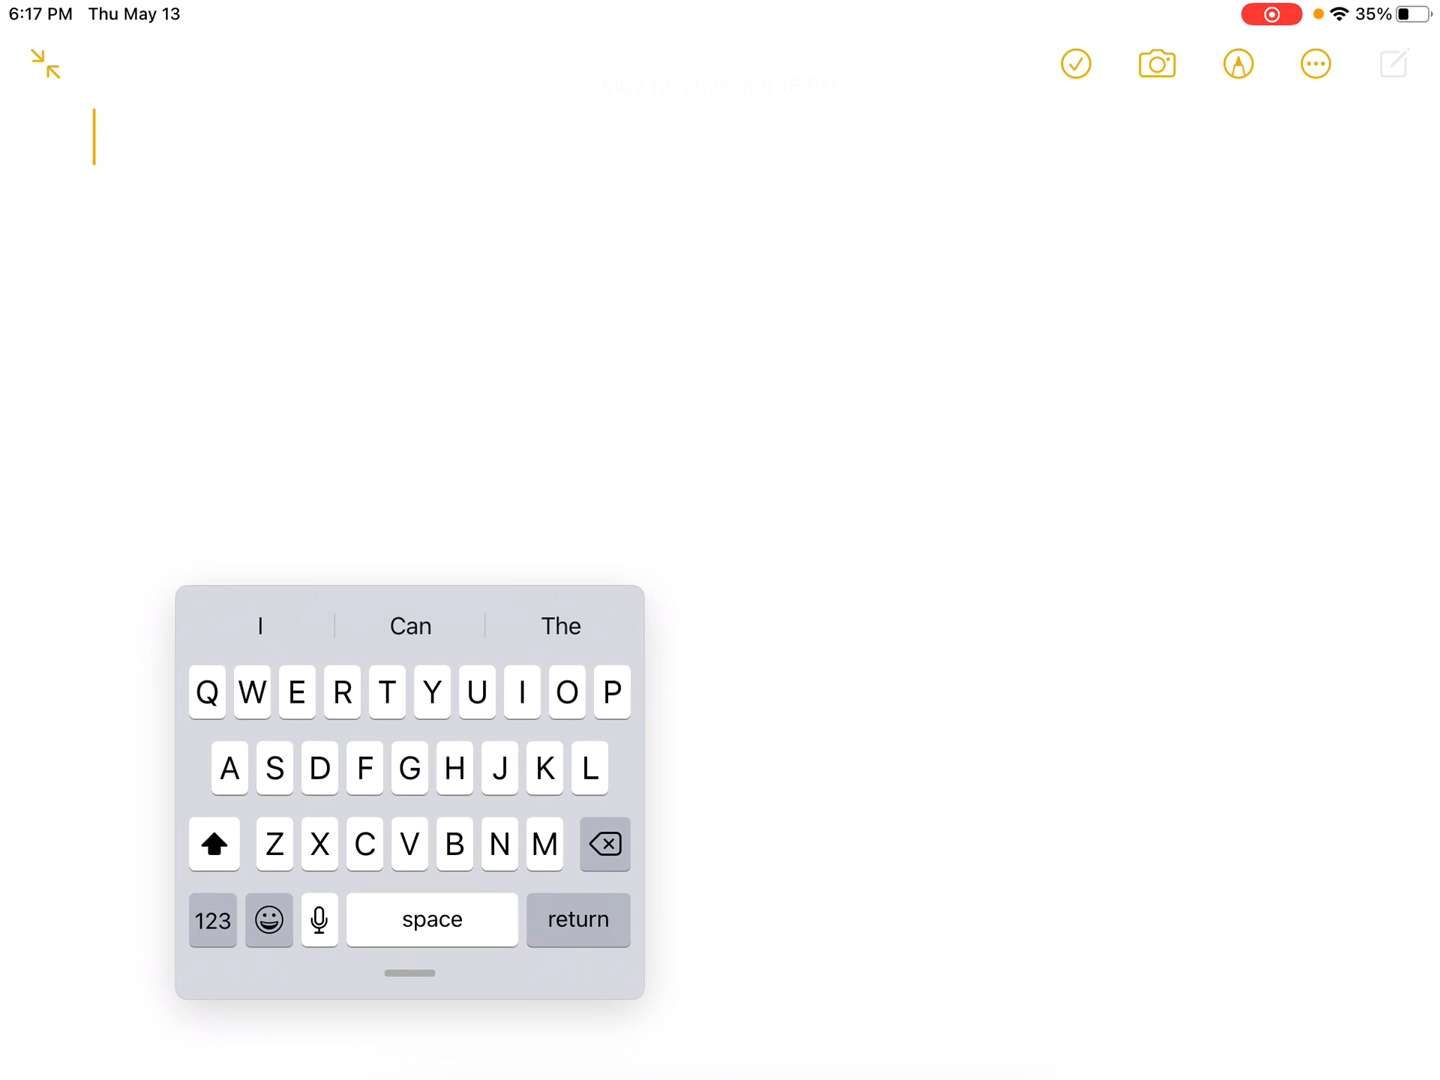 6:17 PM Thu May 13 35%
I Can The
Q W E R T Y U I O P
A S D F G H J K L
Z X C V B N M
123 space return